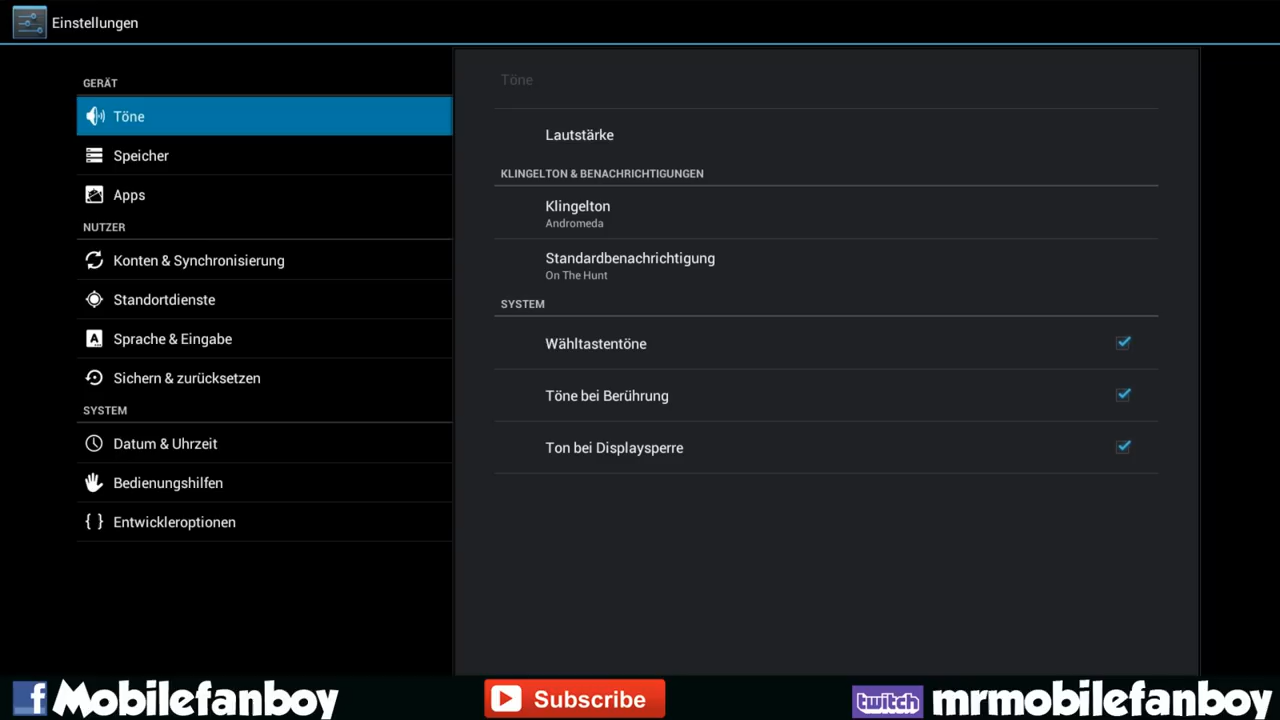 Einstellungen
GERÄT
Töne
Speicher
Apps
NUTZER
Konten & Synchronisierung
Standortdienste
Sprache & Eingabe
Sichern & zurücksetzen
SYSTEM
Datum & Uhrzeit
Bedienungshilfen
Entwickleroptionen
Töne
Lautstärke
KLINGELTON & BENACHRICHTIGUNGEN
Klingelton
Andromeda
Standardbenachrichtigung
On The Hunt
SYSTEM
Wähltastentöne
Töne bei Berührung
Ton bei Displaysperre
f Mobilefanboy
Subscribe
twitch mrmobilefanboy